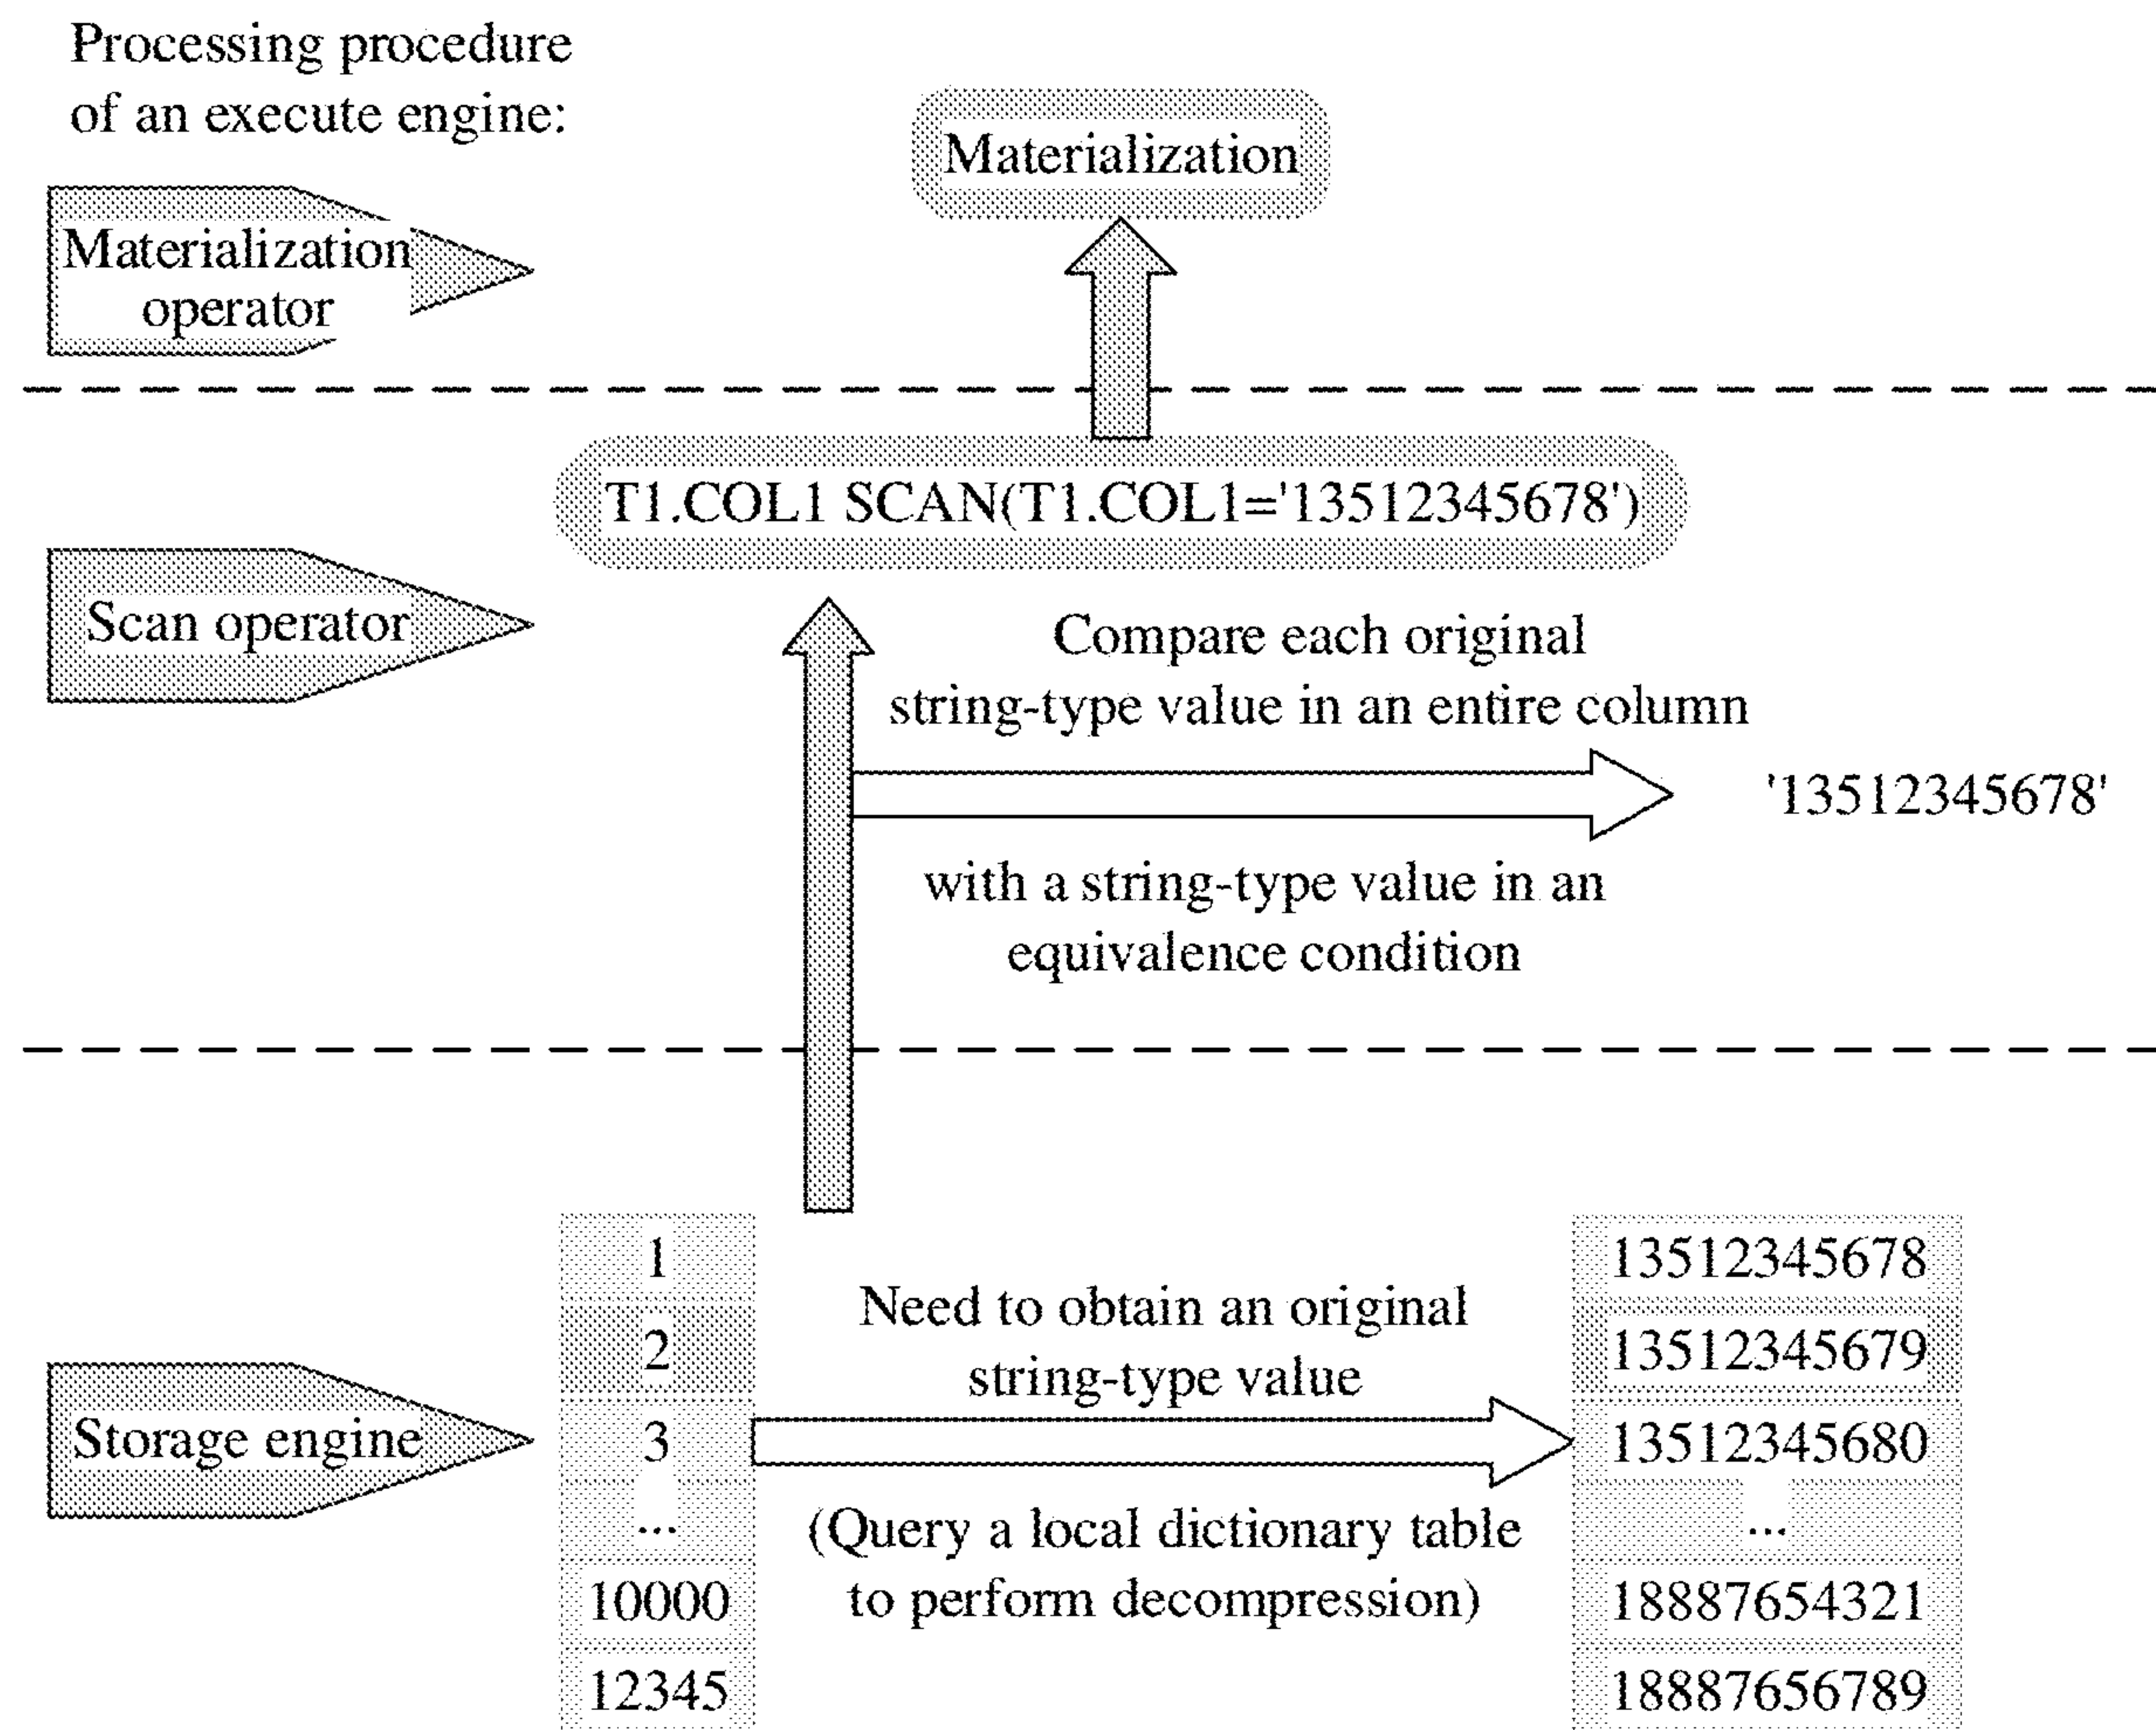 Processing procedure
of an execute engine:
Materialization
Materialization
operator
T1.COL1 SCAN(T1.COL1='13512345678')
Scan operator
Compare each original
string-type value in an entire column
'13512345678'
with a string-type value in an
equivalence condition
Storage engine
1
2
3
...
10000
12345
Need to obtain an original
string-type value
(Query a local dictionary table
to perform decompression)
13512345678
13512345679
13512345680
...
18887654321
18887656789